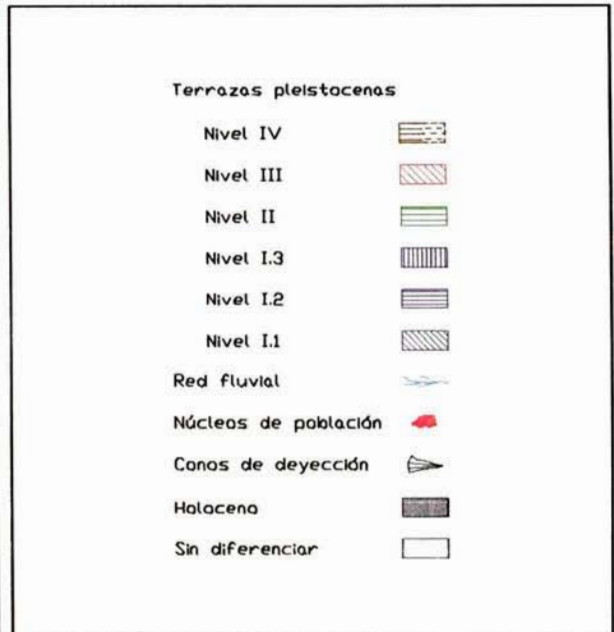 Terrazas pleistocenas
Nivel IV
Nivel III
Nivel II
Nivel I.3
Nivel I.2
Nivel I.1
Red fluvial
Núcleos de población
Conos de deyección
Holoceno
Sin diferenciar